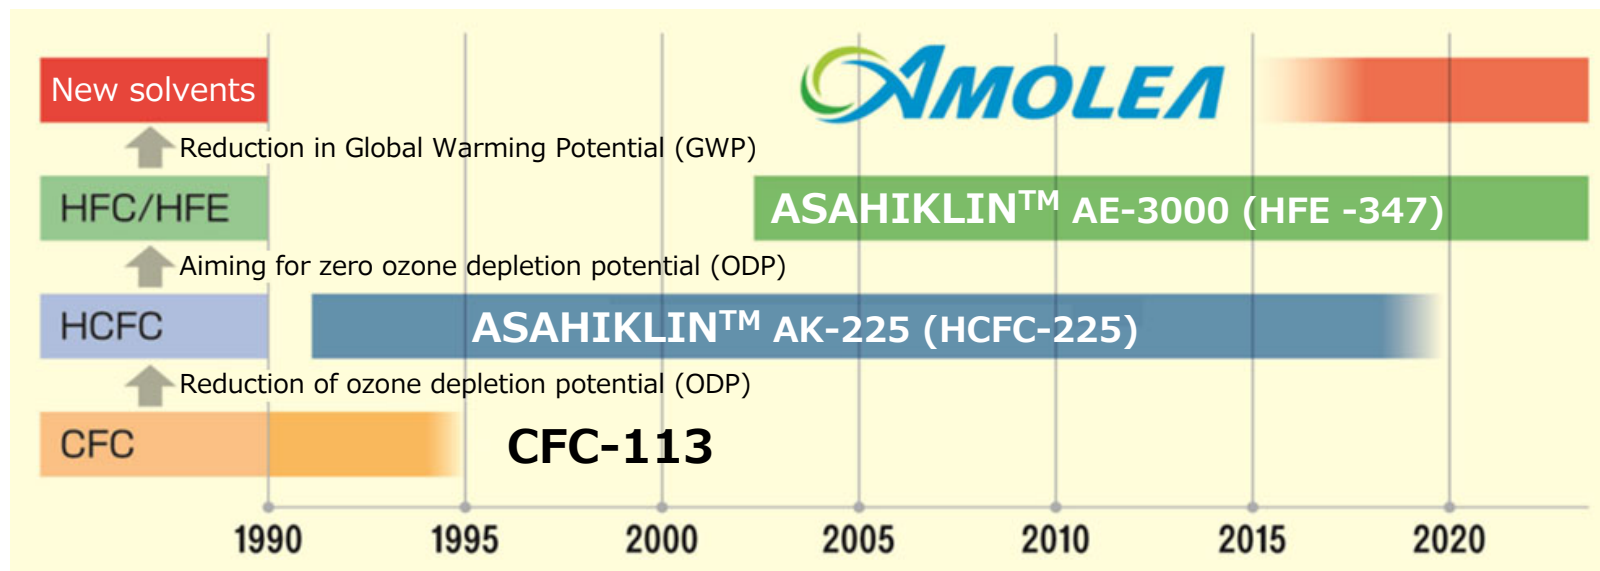 New solvents
AMOLEA
Reduction in Global Warming Potential (GWP)
HFC/HFE
ASAHIKLIN™ AE-3000 (HFE -347)
Aiming for zero ozone depletion potential (ODP)
HCFC
ASAHIKLIN™ AK-225 (HCFC-225)
Reduction of ozone depletion potential (ODP)
CFC
CFC-113
1990 1995 2000 2005 2010 2015 2020